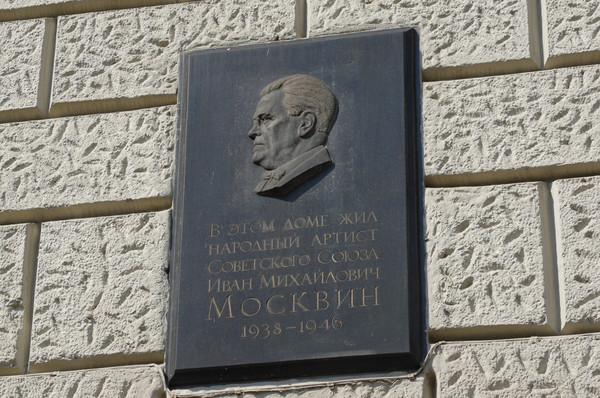 В этом доме жил
народный артист
Советского Союза
Иван Михайлович
Москвин
1938–1946